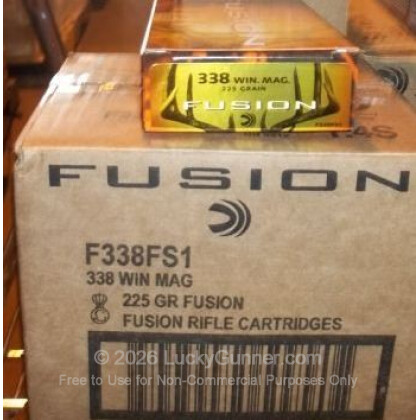 338 WIN. MAG.
225 GRAIN
FUSION
FUSION
F338FS1
338 WIN MAG
225 GR FUSION
FUSION RIFLE CARTRIDGES
© 2026 LuckyGunner.com
Free to Use for Non-Commercial Purposes Only